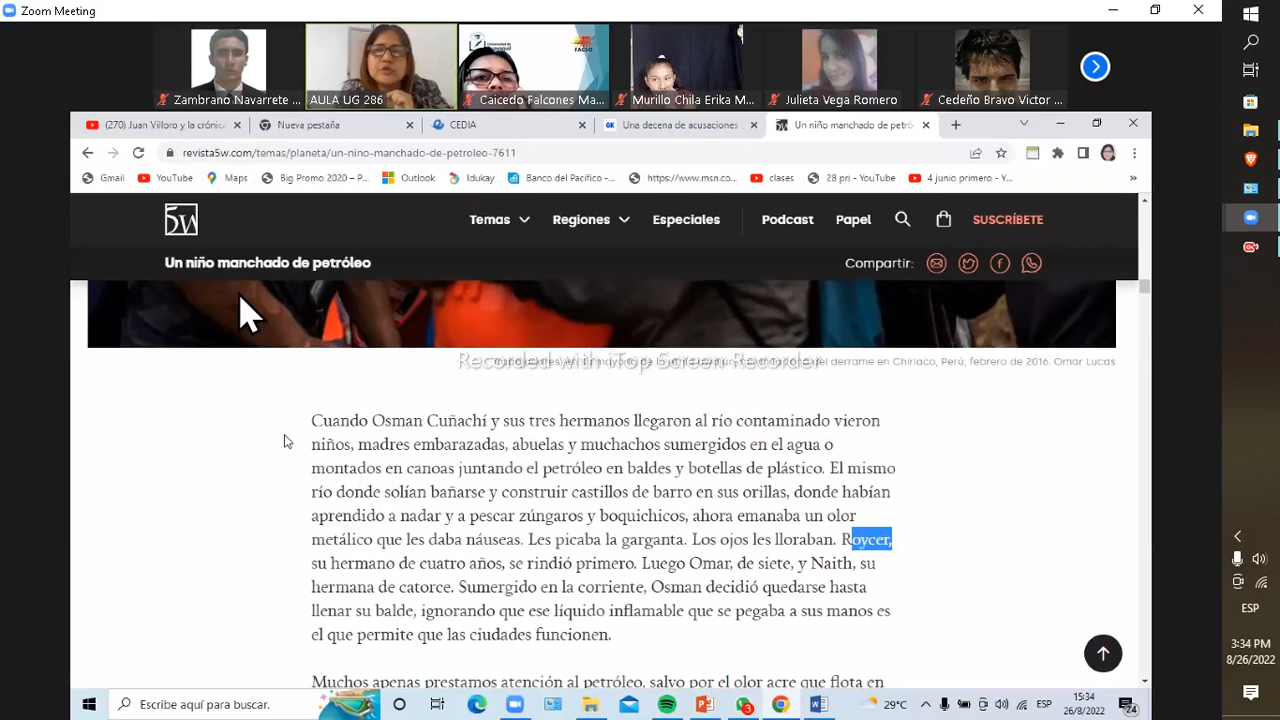 Zoom Meeting
Zambrano Navarrete ...
AULA UG 286
Universidad de Guayaquil
FACSO
Caicedo Falcones Ma...
Murillo Chila Erika M...
Julieta Vega Romero
Cedeño Bravo Victor ...
(270) Juan Villoro y la crónica
Nueva pestaña
CEDIA
Una decena de acusaciones
Un niño manchado de petról
revista5w.com/temas/planeta/un-nino-manchado-de-petroleo-7611
Gmail
YouTube
Maps
Big Promo 2020 – P...
Outlook
Idukay
Banco del Pacífico -...
https://www.msn.co...
clases
28 pri - YouTube
4 junio primero - Y...
5W
Temas
Regiones
Especiales
Podcast
Papel
SUSCRÍBETE
Un niño manchado de petróleo
Compartir:
Recorded with iTop Screen Recorder
del derrame en Chiriaco, Perú, febrero de 2016. Omar Lucas
Cuando Osman Cuñachí y sus tres hermanos llegaron al río contaminado vieron
niños, madres embarazadas, abuelas y muchachos sumergidos en el agua o
montados en canoas juntando el petróleo en baldes y botellas de plástico. El mismo
río donde solían bañarse y construir castillos de barro en sus orillas, donde habían
aprendido a nadar y a pescar zúngaros y boquichicos, ahora emanaba un olor
metálico que les daba náuseas. Les picaba la garganta. Los ojos les lloraban. Roycer,
su hermano de cuatro años, se rindió primero. Luego Omar, de siete, y Naith, su
hermana de catorce. Sumergido en la corriente, Osman decidió quedarse hasta
llenar su balde, ignorando que ese líquido inflamable que se pegaba a sus manos es
el que permite que las ciudades funcionen.
Muchos apenas prestamos atención al petróleo, salvo por el olor acre que flota en
Escribe aquí para buscar.
3
29°C
15:34
26/8/2022
24
ESP
3:34 PM
8/26/2022